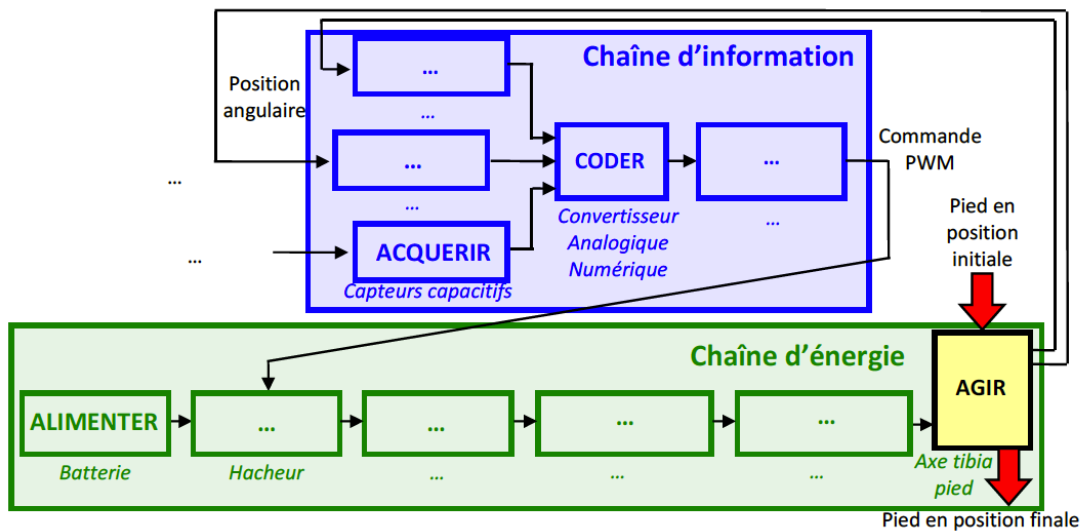 Chaîne d'information
...
Position
angulaire
...
...
CODER
...
Commande
PWM
...
...
...
Convertisseur
Analogique
Numérique
...
Pied en
position
initiale
...
ACQUERIR
Capteurs capacitifs
Chaîne d'énergie
AGIR
ALIMENTER
...
...
...
...
Batterie
Hacheur
...
...
...
Axe tibia
pied
Pied en position finale